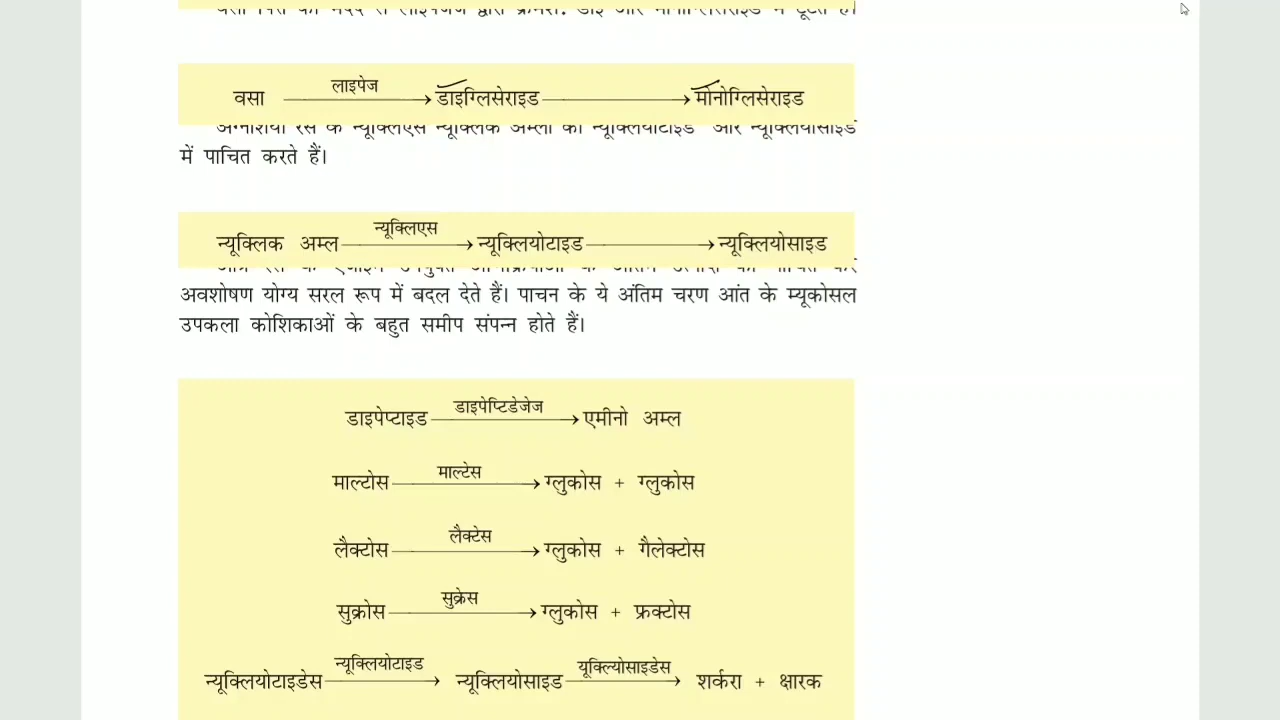 लाइपेज
वसा → डाइग्लिसेराइड → मोनोग्लिसेराइड
में पाचित करते हैं।
न्यूक्लिएस
न्यूक्लिक अम्ल → न्यूक्लियोटाइड → न्यूक्लियोसाइड
अवशोषण योग्य सरल रूप में बदल देते हैं। पाचन के ये अंतिम चरण आंत के म्यूकोसल
उपकला कोशिकाओं के बहुत समीप संपन्न होते हैं।
डाइपेप्टिडेजेज
डाइपेप्टाइड → एमीनो अम्ल
माल्टेस
माल्टोस → ग्लुकोस + ग्लुकोस
लैक्टेस
लैक्टोस → ग्लुकोस + गैलेक्टोस
सुक्रेस
सुक्रोस → ग्लुकोस + फ्रक्टोस
न्यूक्लियोटाइड यूक्लियोसाइडेस
न्यूक्लियोटाइडेस → न्यूक्लियोसाइड → शर्करा + क्षारक